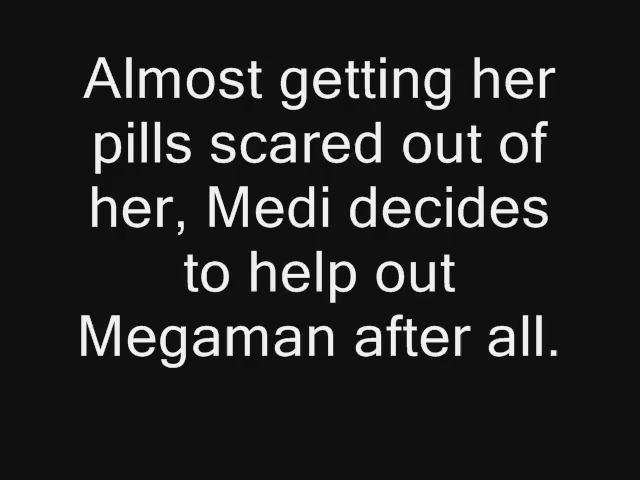 Almost getting her
pills scared out of
her, Medi decides
to help out
Megaman after all.